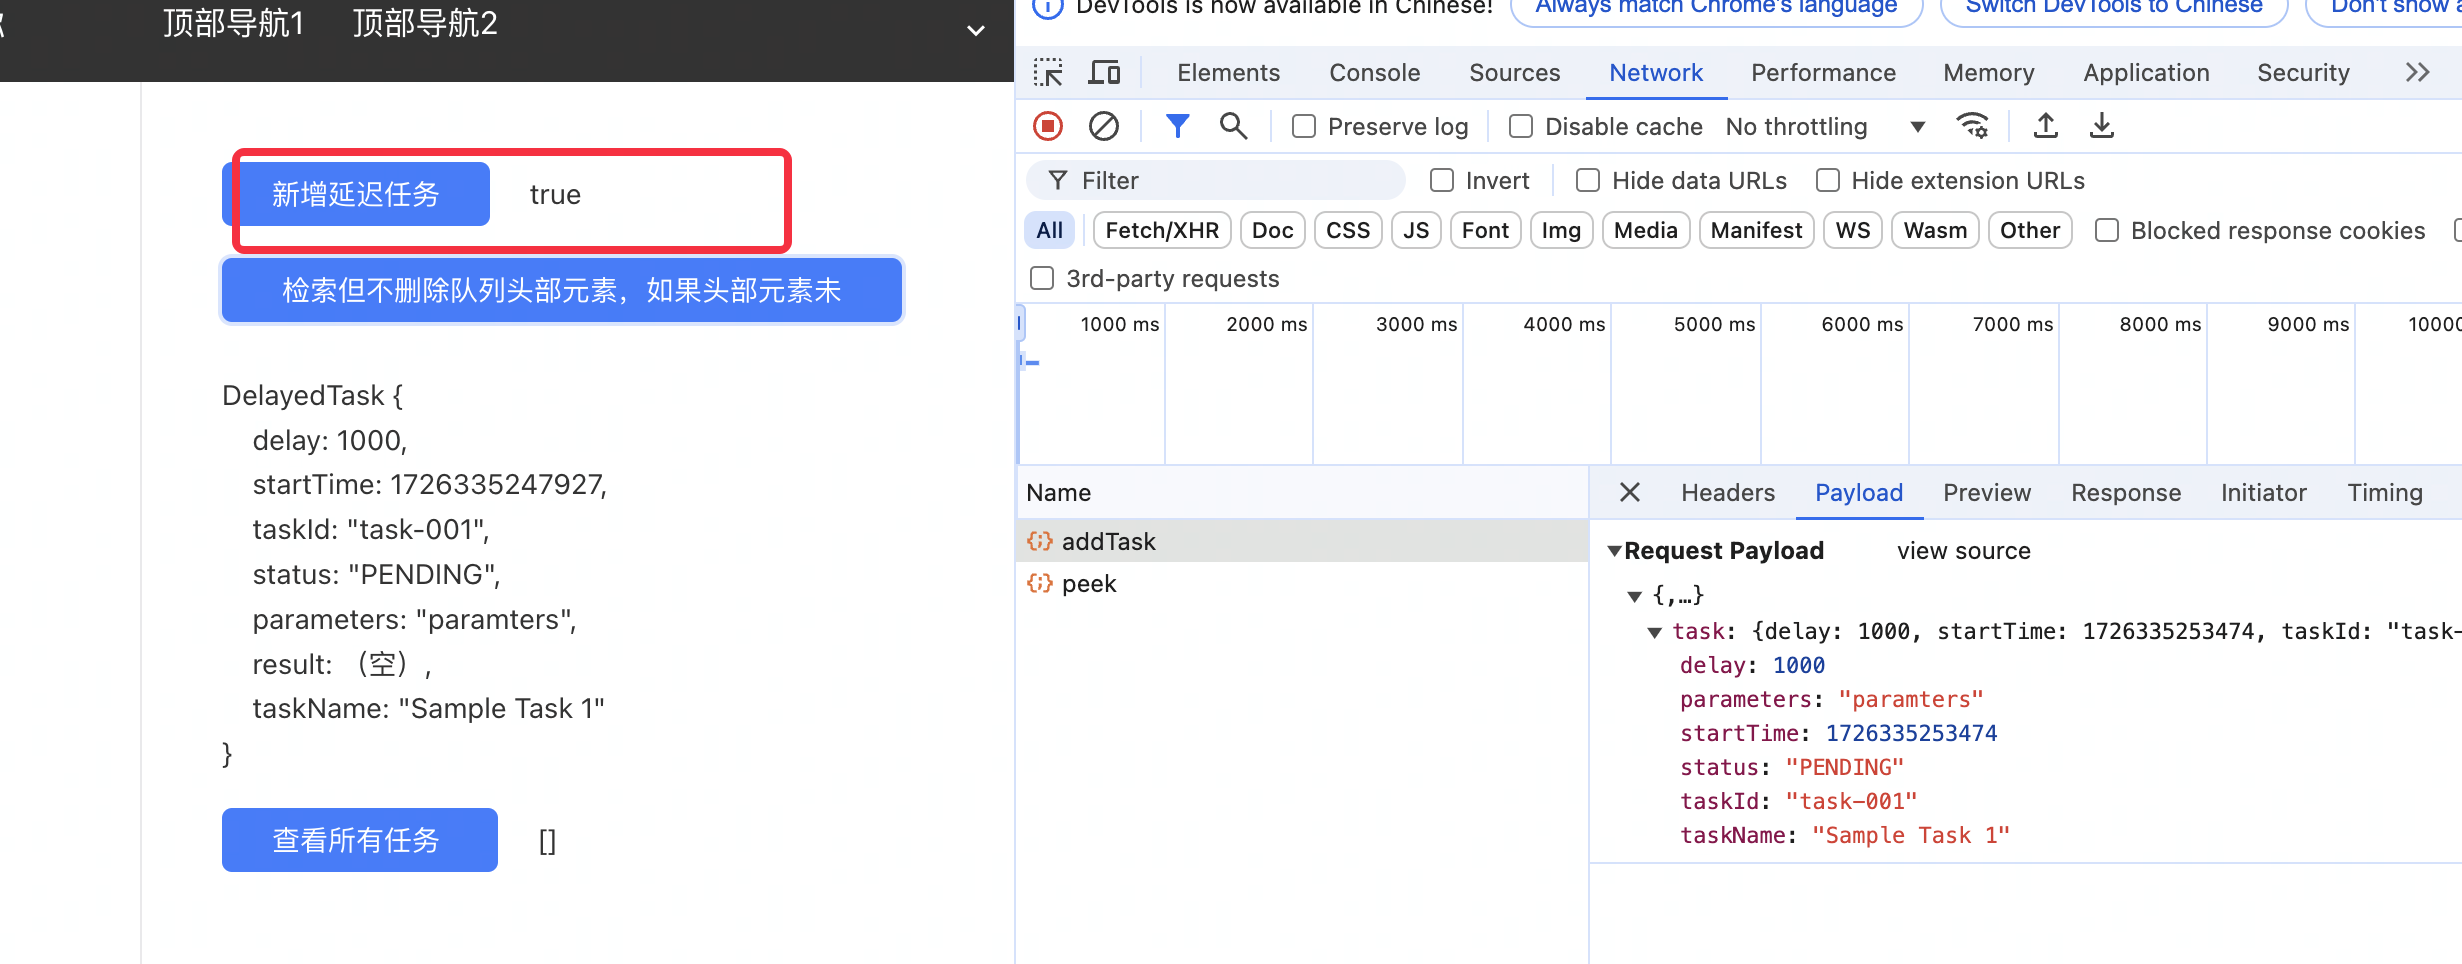 顶部导航1 顶部导航2
新增延迟任务 true
检索但不删除队列头部元素，如果头部元素未
DelayedTask {
delay: 1000,
startTime: 1726335247927,
taskId: "task-001",
status: "PENDING",
parameters: "paramters",
result: （空）,
taskName: "Sample Task 1"
}
查看所有任务 []
DevTools is now available in Chinese! Always match Chrome's language Switch DevTools to Chinese Don't show
Elements Console Sources Network Performance Memory Application Security
Preserve log Disable cache No throttling
Filter Invert Hide data URLs Hide extension URLs
All Fetch/XHR Doc CSS JS Font Img Media Manifest WS Wasm Other Blocked response cookies
3rd-party requests
1000 ms 2000 ms 3000 ms 4000 ms 5000 ms 6000 ms 7000 ms 8000 ms 9000 ms 10000
Name
addTask
peek
Headers Payload Preview Response Initiator Timing
Request Payload view source
{,…}
task: {delay: 1000, startTime: 1726335253474, taskId: "task-
delay: 1000
parameters: "paramters"
startTime: 1726335253474
status: "PENDING"
taskId: "task-001"
taskName: "Sample Task 1"